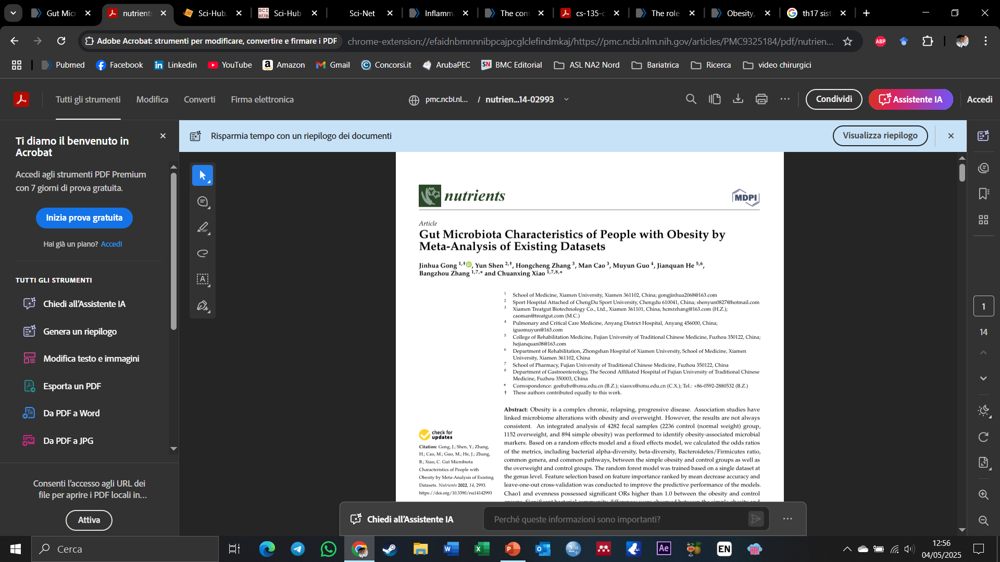 Gut Micr
nutrients
Sci-Hub.
Sci-Hub
Sci-Net
Inflamm
The com
cs-135-c
The role
Obesity,
th17 sist
Adobe Acrobat: strumenti per modificare, convertire e firmare i PDF
chrome-extension://efaidnbmnnnibpcajpcglclefindmkaj/https://pmc.ncbi.nlm.nih.gov/articles/PMC9325184/pdf/nutrien...
ABP
Pubmed
Facebook
Linkedin
YouTube
Amazon
Gmail
Concorsi.it
ArubaPEC
BMC Editorial
ASL NA2 Nord
Bariatrica
Ricerca
video chirurgici
Tutti gli strumenti
Modifica
Converti
Firma elettronica
pmc.ncbi.nl... / nutrien...14-02993
Condividi
Assistente IA
Accedi
Ti diamo il benvenuto in
Acrobat
Accedi agli strumenti PDF Premium
con 7 giorni di prova gratuita.
Inizia prova gratuita
Hai già un piano? Accedi
TUTTI GLI STRUMENTI
Chiedi all'Assistente IA
Genera un riepilogo
Modifica testo e immagini
Esporta un PDF
Da PDF a Word
Da PDF a JPG
Consenti l'accesso agli URL dei
file per aprire i PDF locali in...
Attiva
Risparmia tempo con un riepilogo dei documenti
Visualizza riepilogo
nutrients
MDPI
Article
Gut Microbiota Characteristics of People with Obesity by
Meta-Analysis of Existing Datasets
Jinhua Gong 1,†, Yun Shen 2,†, Hongcheng Zhang 3, Man Cao 3, Muyun Guo 4, Jianquan He 5,6,
Bangzhou Zhang 1,7,* and Chuanxing Xiao 1,7,8,*
1 School of Medicine, Xiamen University, Xiamen 361102, China; gongjinhua2068@163.com
2 Sport Hospital Attached of ChengDu Sport University, Chengdu 610041, China; shenyun0827@hotmail.com
3 Xiamen Treatgut Biotechnology Co., Ltd., Xiamen 361101, China; hcmrzhang@163.com (H.Z.);
caoman@treatgut.com (M.C.)
4 Pulmonary and Critical Care Medicine, Anyang District Hospital, Anyang 456000, China;
iguomuyun@163.com
5 College of Rehabilitation Medicine, Fujian University of Traditional Chinese Medicine, Fuzhou 350122, China;
hejianquan08@163.com
6 Department of Rehabilitation, Zhongshan Hospital of Xiamen University, School of Medicine, Xiamen
University, Xiamen 361102, China
7 School of Pharmacy, Fujian University of Traditional Chinese Medicine, Fuzhou 350122, China
8 Department of Gastroenterology, The Second Affiliated Hospital of Fujian University of Traditional Chinese
Medicine, Fuzhou 350003, China
* Correspondence: geebzbz@xmu.edu.cn (B.Z.); xiaoxx@xmu.edu.cn (C.X.); Tel.: +86-0592-2880532 (B.Z.)
† These authors contributed equally to this work.
Abstract: Obesity is a complex chronic, relapsing, progressive disease. Association studies have
linked microbiome alterations with obesity and overweight. However, the results are not always
consistent. An integrated analysis of 4282 fecal samples (2236 control (normal weight) group,
1152 overweight, and 894 simple obesity) was performed to identify obesity-associated microbial
markers. Based on a random effects model and a fixed effects model, we calculated the odds ratios
of the metrics, including bacterial alpha-diversity, beta-diversity, Bacteroidetes/Firmicutes ratio,
common genera, and common pathways, between the simple obesity and control groups as well as
the overweight and control groups. The random forest model was trained based on a single dataset at
the genus level. Feature selection based on feature importance ranked by mean decrease accuracy and
leave-one-out cross-validation was conducted to improve the predictive performance of the models.
Chao1 and evenness possessed significant ORs higher than 1.0 between the obesity and control
groups. Significant bacterial community differences were observed between the simple obesity and
check for
updates
Citation: Gong, J.; Shen, Y.; Zhang,
H.; Cao, M.; Guo, M.; He, J.; Zhang,
B.; Xiao, C. Gut Microbiota
Characteristics of People with
Obesity by Meta-Analysis of Existing
Datasets. Nutrients 2022, 14, 2993.
https://doi.org/10.3390/nu14142993
Chiedi all'Assistente IA
Perché queste informazioni sono importanti?
1
14
Cerca
Ae
EN
12:56
04/05/2025